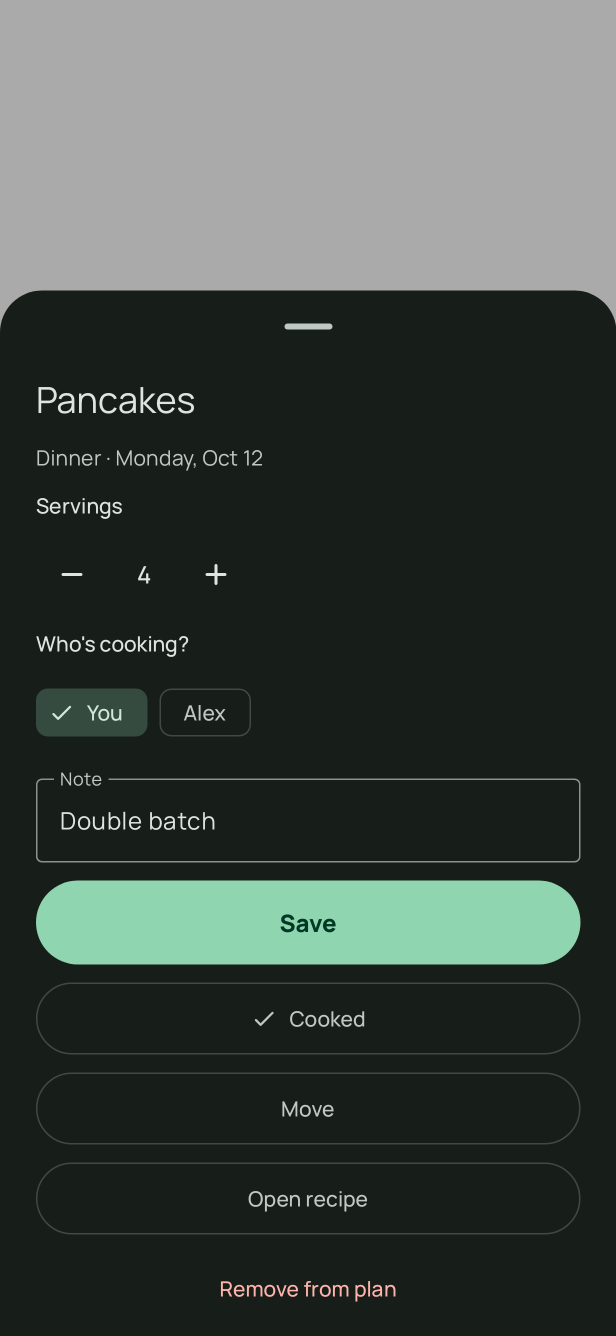 Pancakes
Dinner · Monday, Oct 12
Servings
4
Who's cooking?
You
Alex
Note
Double batch
Save
Cooked
Move
Open recipe
Remove from plan